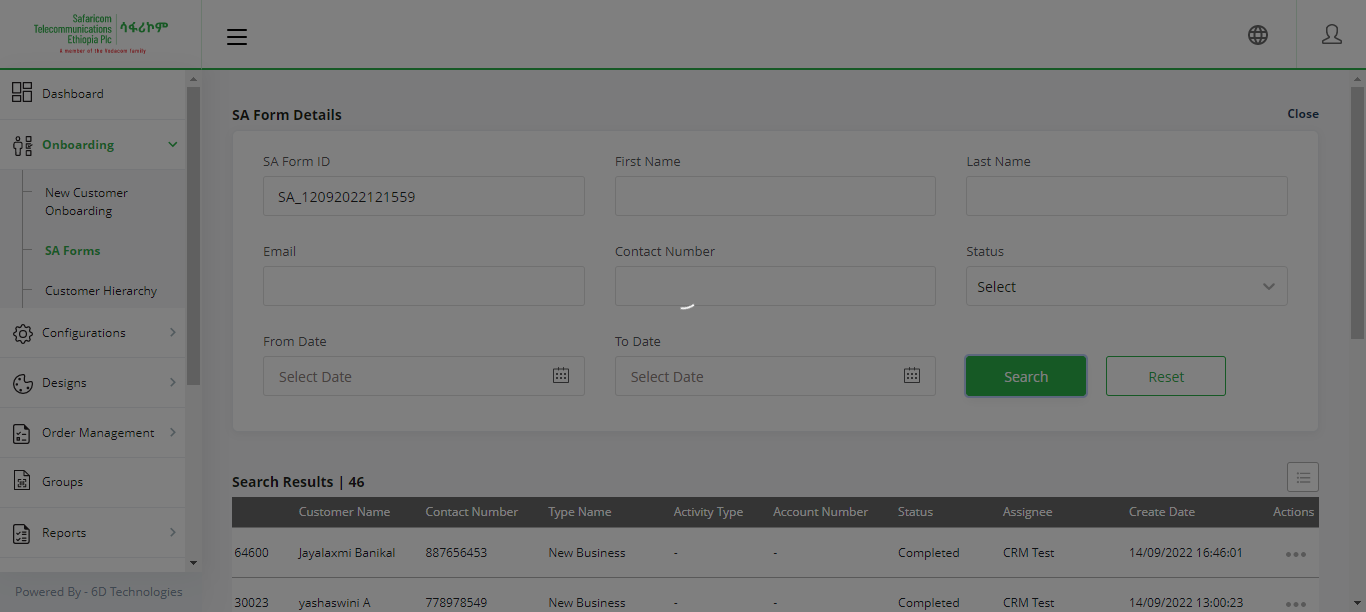 Safaricom
Telecommunications
Ethiopia Plc
ሳፋሪኮም
A member of the Vodacom family
Dashboard
Onboarding
New Customer
Onboarding
SA Forms
Customer Hierarchy
Configurations
Designs
Order Management
Groups
Reports
Powered By - 6D Technologies
SA Form Details
Close
SA Form ID First Name Last Name
SA_12092022121559
Email Contact Number Status
Select
From Date To Date
Select Date Select Date Search Reset
Search Results | 46
Customer Name Contact Number Type Name Activity Type Account Number Status Assignee Create Date Actions
64600 Jayalaxmi Banikal 887656453 New Business - - Completed CRM Test 14/09/2022 16:46:01
30023 yashaswini A 778978549 New Business - - Completed CRM Test 14/09/2022 13:00:23